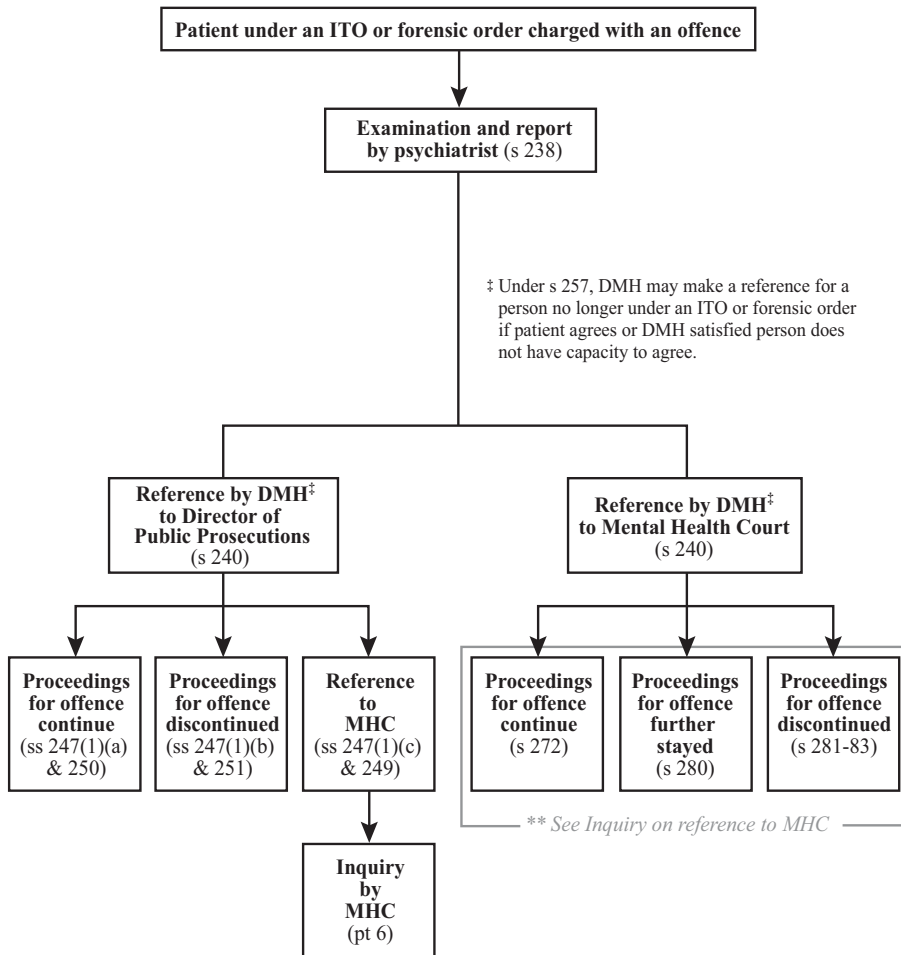 Patient under an ITO or forensic order charged with an offence
Examination and report
by psychiatrist (s 238)
‡ Under s 257, DMH may make a reference for a
person no longer under an ITO or forensic order
if patient agrees or DMH satisfied person does
not have capacity to agree.
Reference by DMH‡
to Director of
Public Prosecutions
(s 240)
Reference by DMH‡
to Mental Health Court
(s 240)
Proceedings
for offence
continue
(ss 247(1)(a)
& 250)
Proceedings
for offence
discontinued
(ss 247(1)(b)
& 251)
Reference
to
MHC
(ss 247(1)(c)
& 249)
Proceedings
for offence
continue
(s 272)
Proceedings
for offence
further
stayed
(s 280)
Proceedings
for offence
discontinued
(s 281-83)
** See Inquiry on reference to MHC
Inquiry
by
MHC
(pt 6)